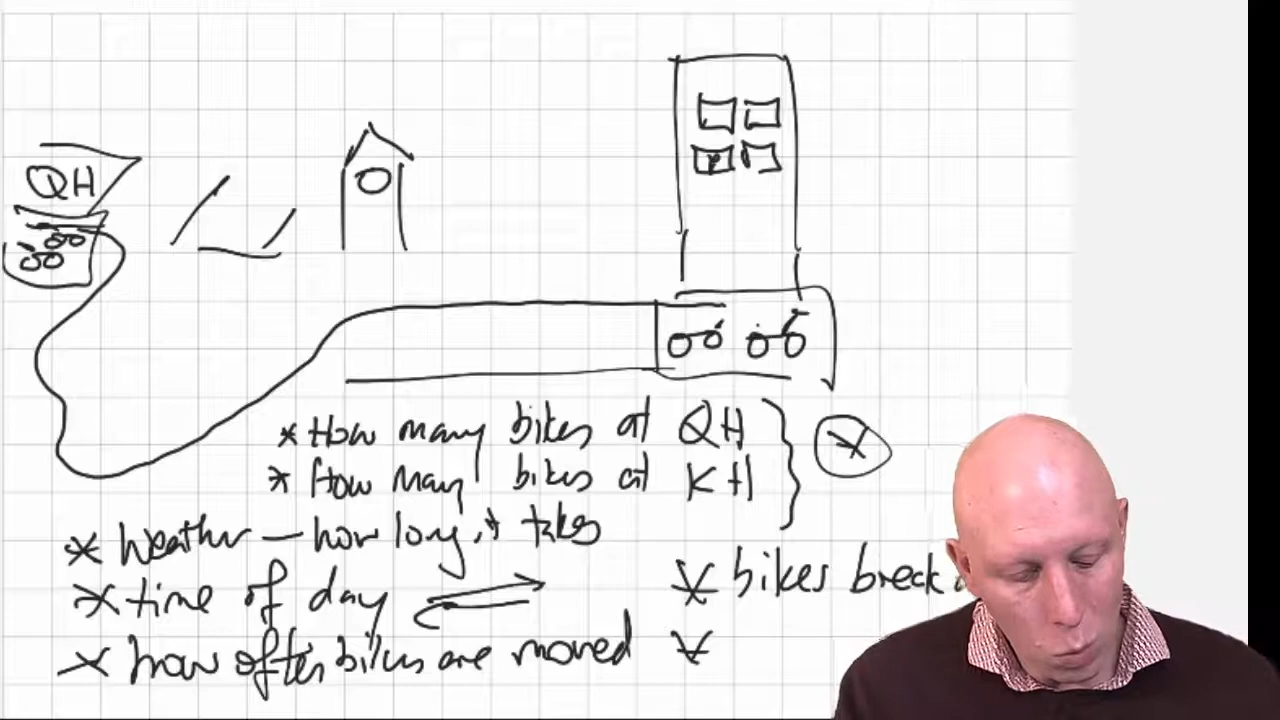 QH
* How many bikes at QH
* How many bikes at KH
* Weather — how long it takes
* time of day
* bikes break
* how often bikes are moved
*